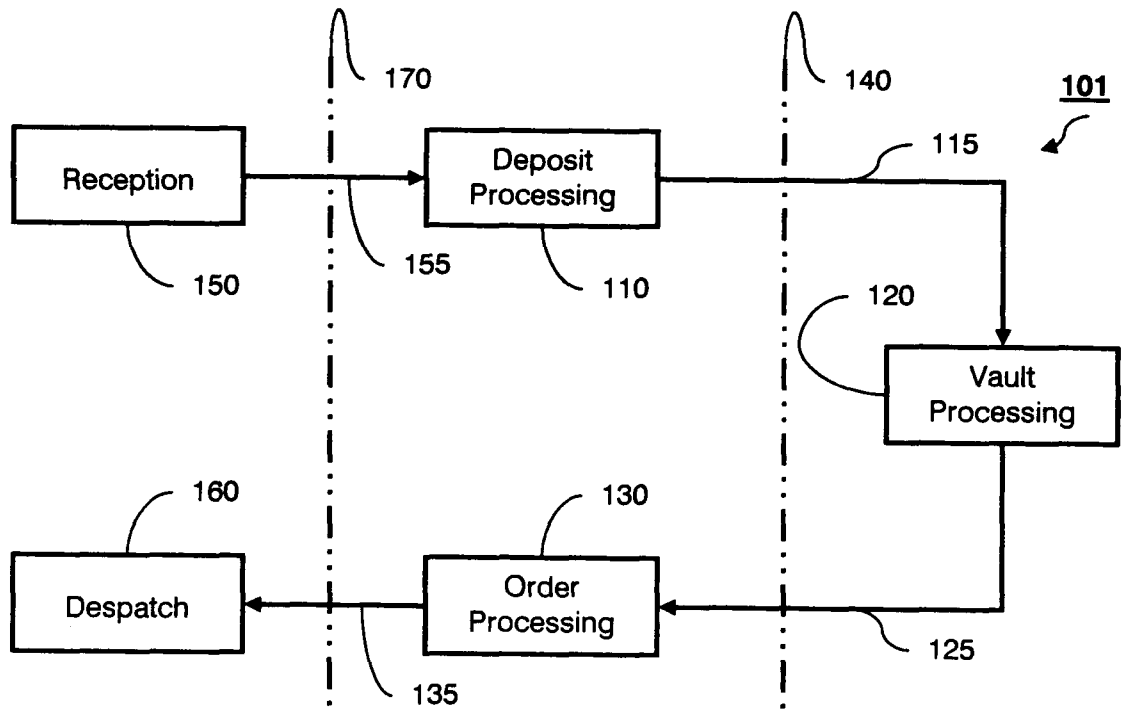 170
140
101
Reception
Deposit
Processing
115
150
155
110
120
Vault
Processing
160
130
Despatch
Order
Processing
135
125